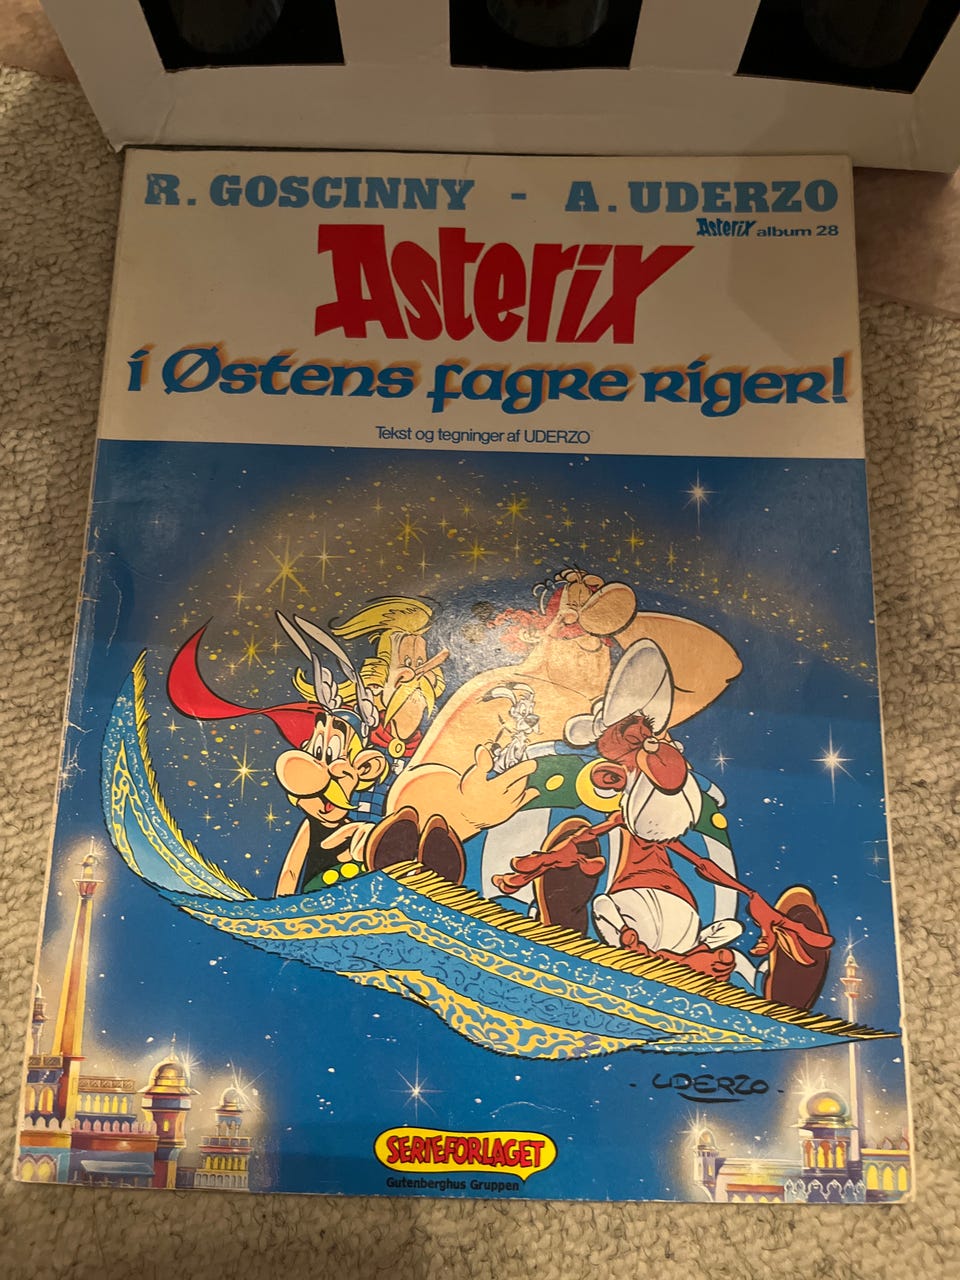 R. GOSCINNY - A. UDERZO
Asterix album 28
Asterix
i Østens fagre riger!
Tekst og tegninger af UDERZO
- UDERZO -
SERIEFORLAGET
Gutenberghus Gruppen